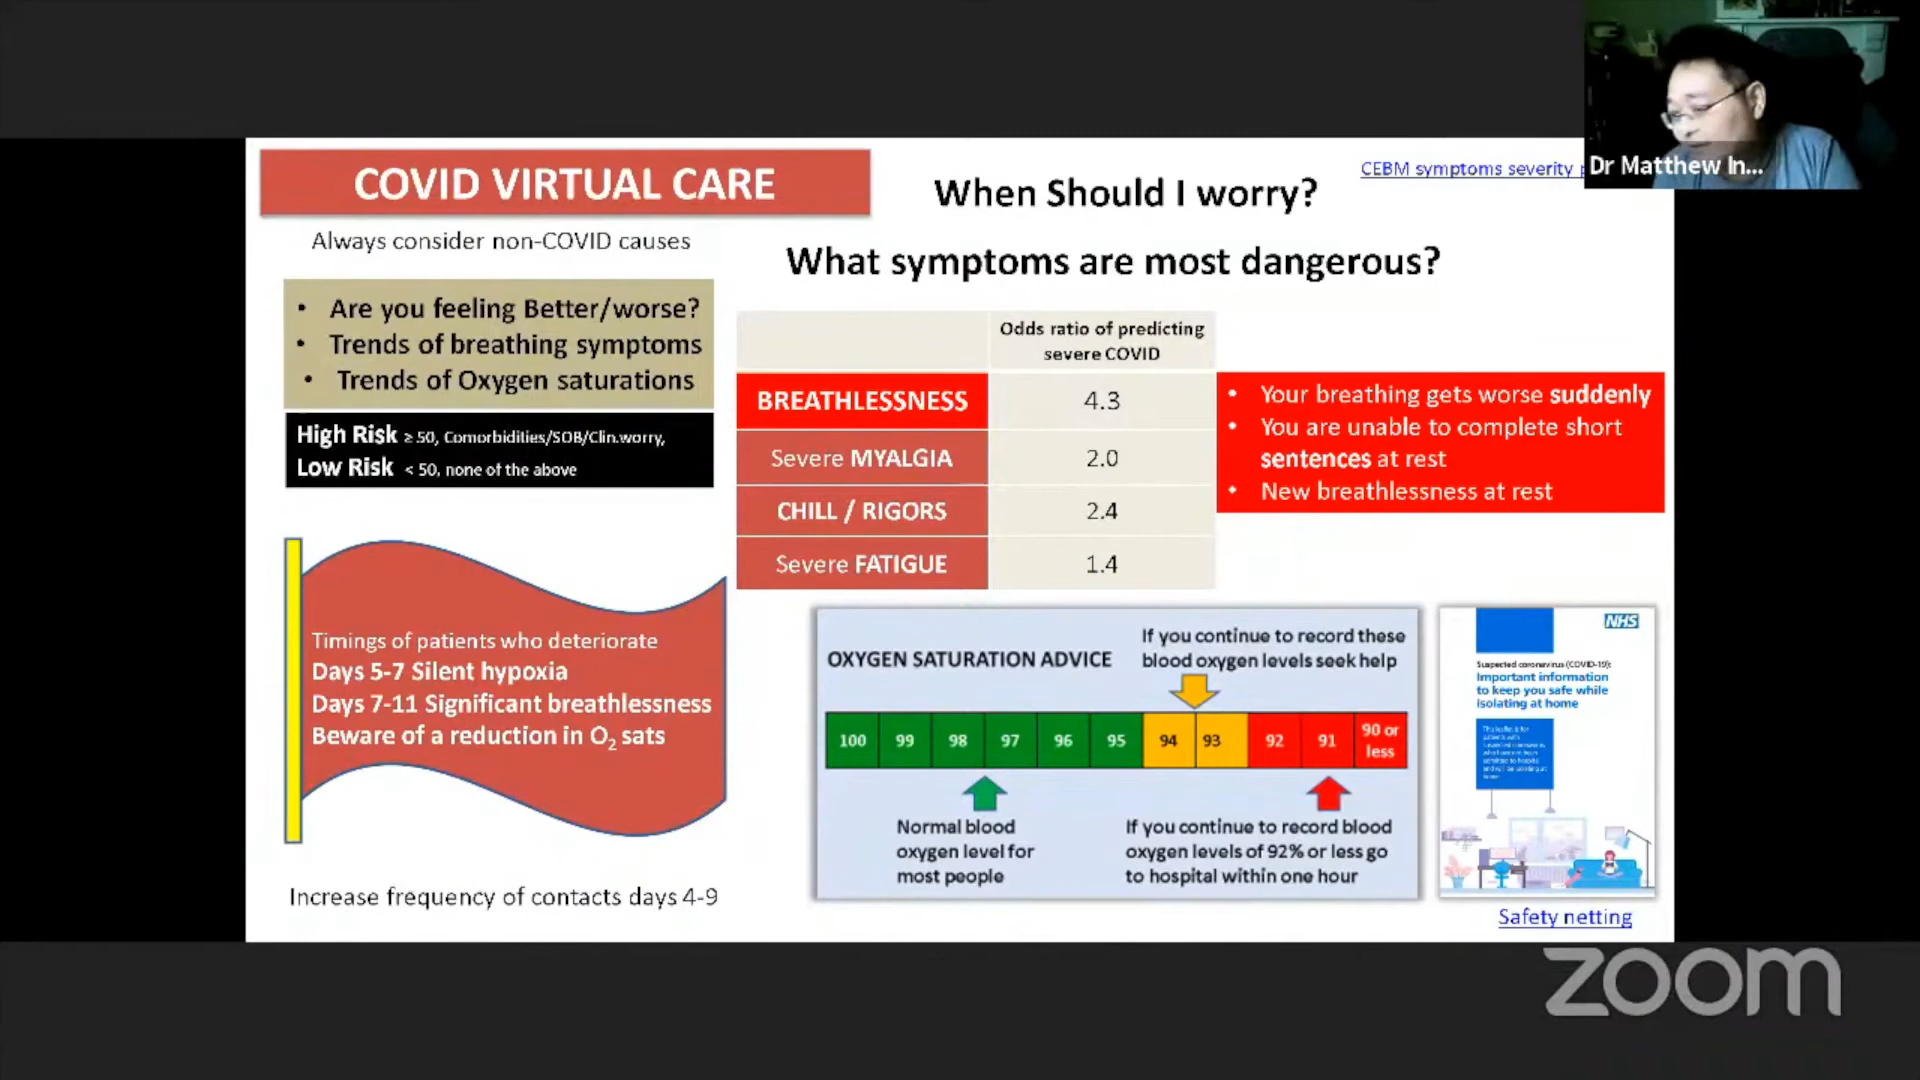 COVID VIRTUAL CARE
Always consider non-COVID causes
• Are you feeling Better/worse?
• Trends of breathing symptoms
• Trends of Oxygen saturations
High Risk ≥ 50, Comorbidities/SOB/Clin.worry,
Low Risk < 50, none of the above
Timings of patients who deteriorate
Days 5-7 Silent hypoxia
Days 7-11 Significant breathlessness
Beware of a reduction in O₂ sats
Increase frequency of contacts days 4-9
When Should I worry?
CEBM symptoms severity
Dr Matthew In...
What symptoms are most dangerous?
Odds ratio of predicting
severe COVID
BREATHLESSNESS 4.3
Severe MYALGIA 2.0
CHILL / RIGORS 2.4
Severe FATIGUE 1.4
• Your breathing gets worse suddenly
• You are unable to complete short
sentences at rest
• New breathlessness at rest
OXYGEN SATURATION ADVICE
If you continue to record these
blood oxygen levels seek help
100 99 98 97 96 95 94 93 92 91 90 or
less
Normal blood
oxygen level for
most people
If you continue to record blood
oxygen levels of 92% or less go
to hospital within one hour
NHS
Suspected coronavirus (COVID-19):
Important information
to keep you safe while
isolating at home
Safety netting
zoom